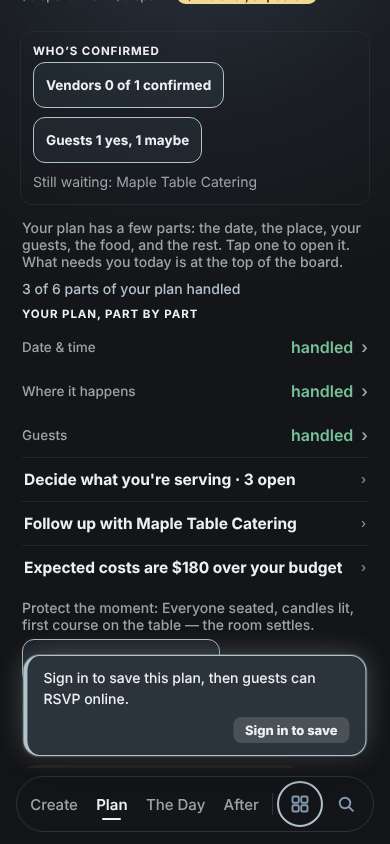 WHO'S CONFIRMED
Vendors 0 of 1 confirmed
Guests 1 yes, 1 maybe
Still waiting: Maple Table Catering
Your plan has a few parts: the date, the place, your
guests, the food, and the rest. Tap one to open it.
What needs you today is at the top of the board.
3 of 6 parts of your plan handled
YOUR PLAN, PART BY PART
Date & time handled ›
Where it happens handled ›
Guests handled ›
Decide what you're serving · 3 open ›
Follow up with Maple Table Catering ›
Expected costs are $180 over your budget ›
Protect the moment: Everyone seated, candles lit,
first course on the table — the room settles.
Sign in to save this plan, then guests can
RSVP online.
Sign in to save
Create Plan The Day After